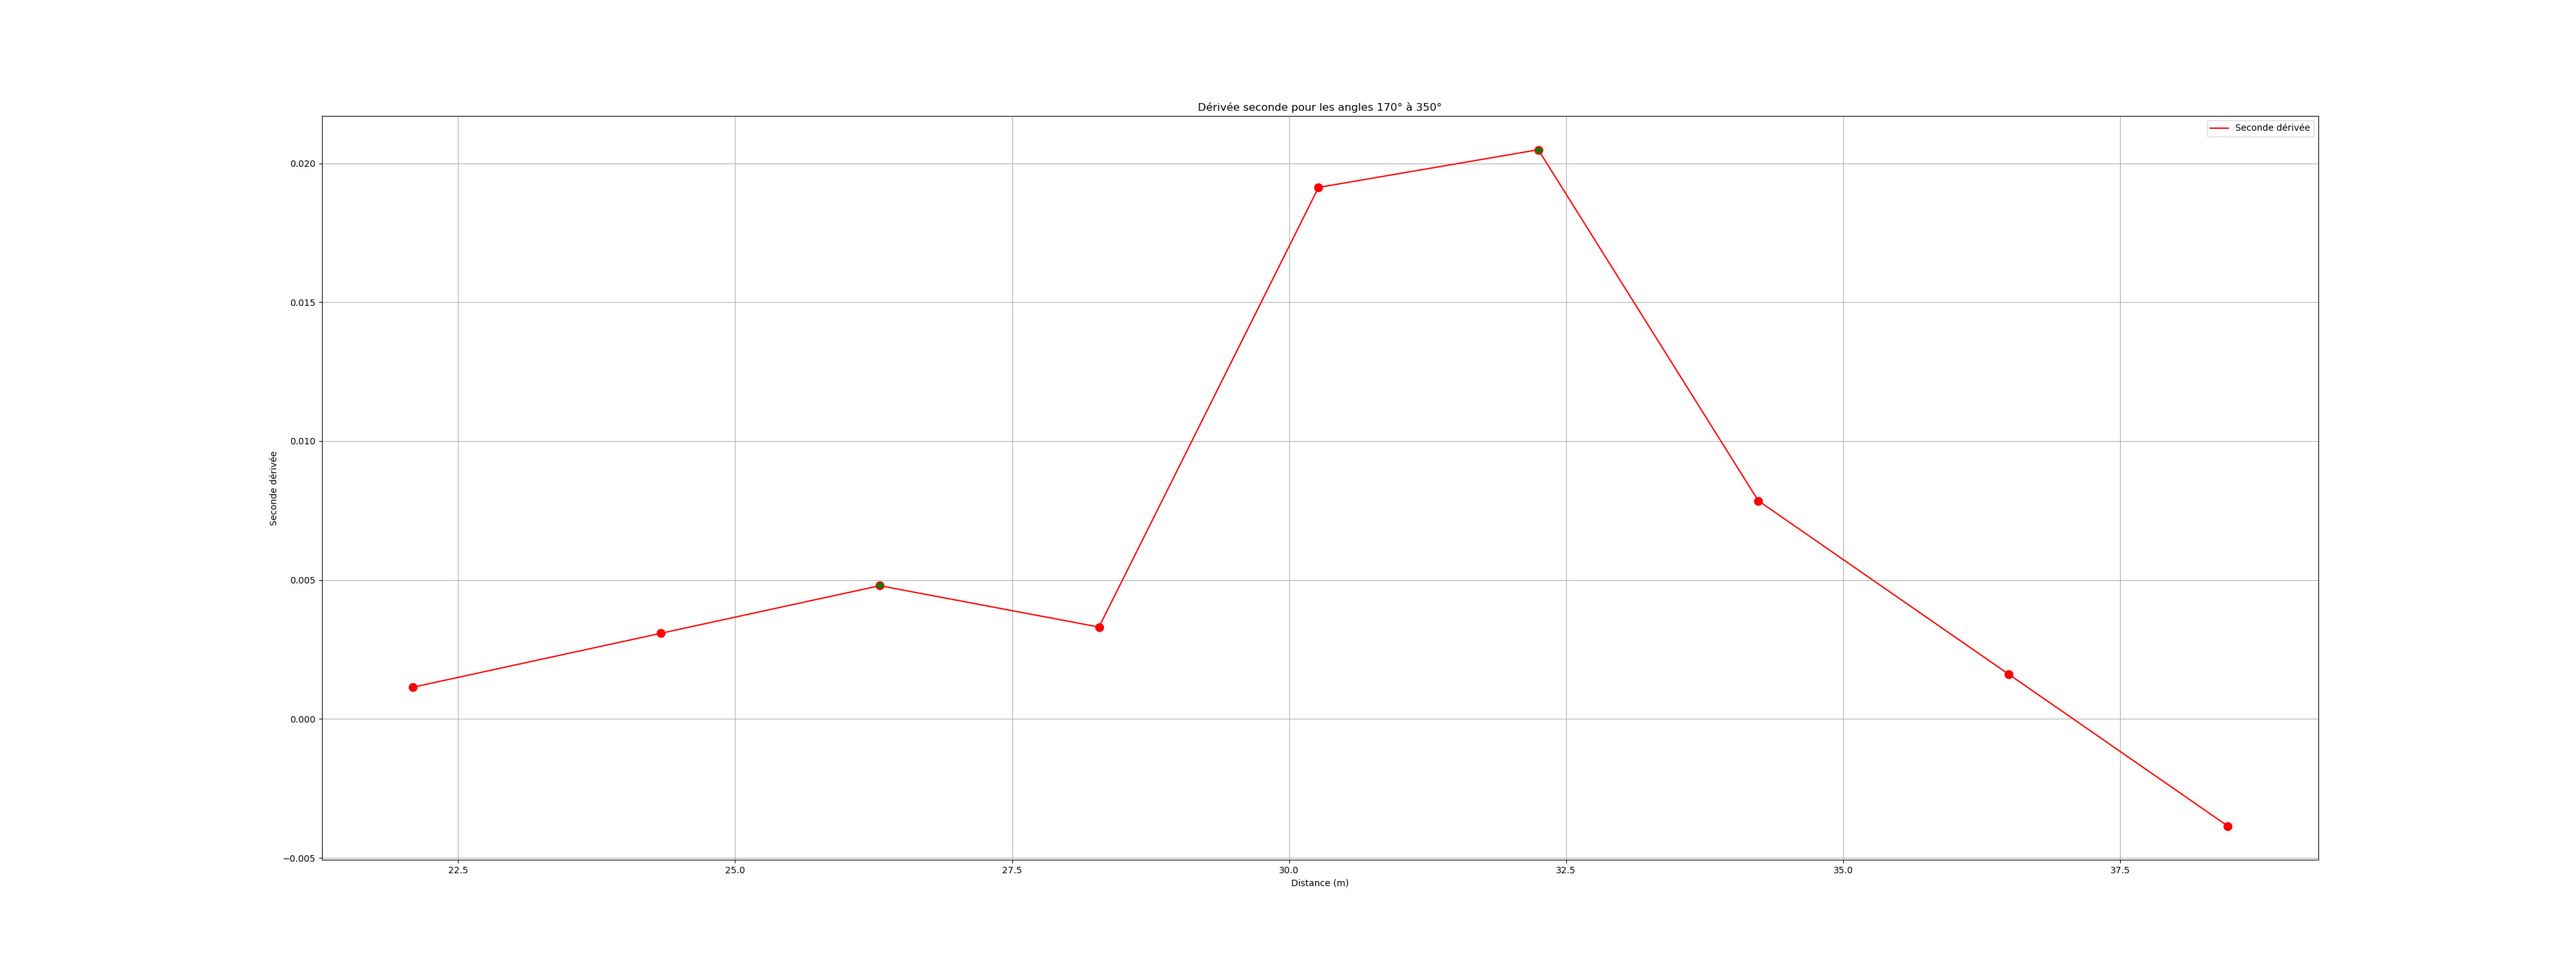 Dérivée seconde pour les angles 170° à 350°
Seconde dérivée
0.020
0.015
0.010
0.005
0.000
−0.005
Seconde dérivée
22.5 25.0 27.5 30.0 32.5 35.0 37.5
Distance (m)